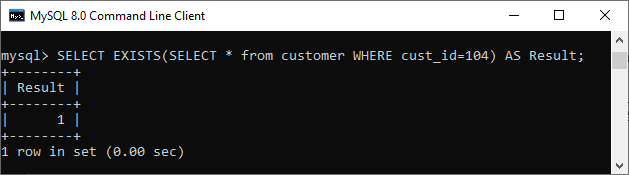 MySQL 8.0 Command Line Client
mysql> SELECT EXISTS(SELECT * from customer WHERE cust_id=104) AS Result;
+--------+
| Result |
+--------+
|      1 |
+--------+
1 row in set (0.00 sec)